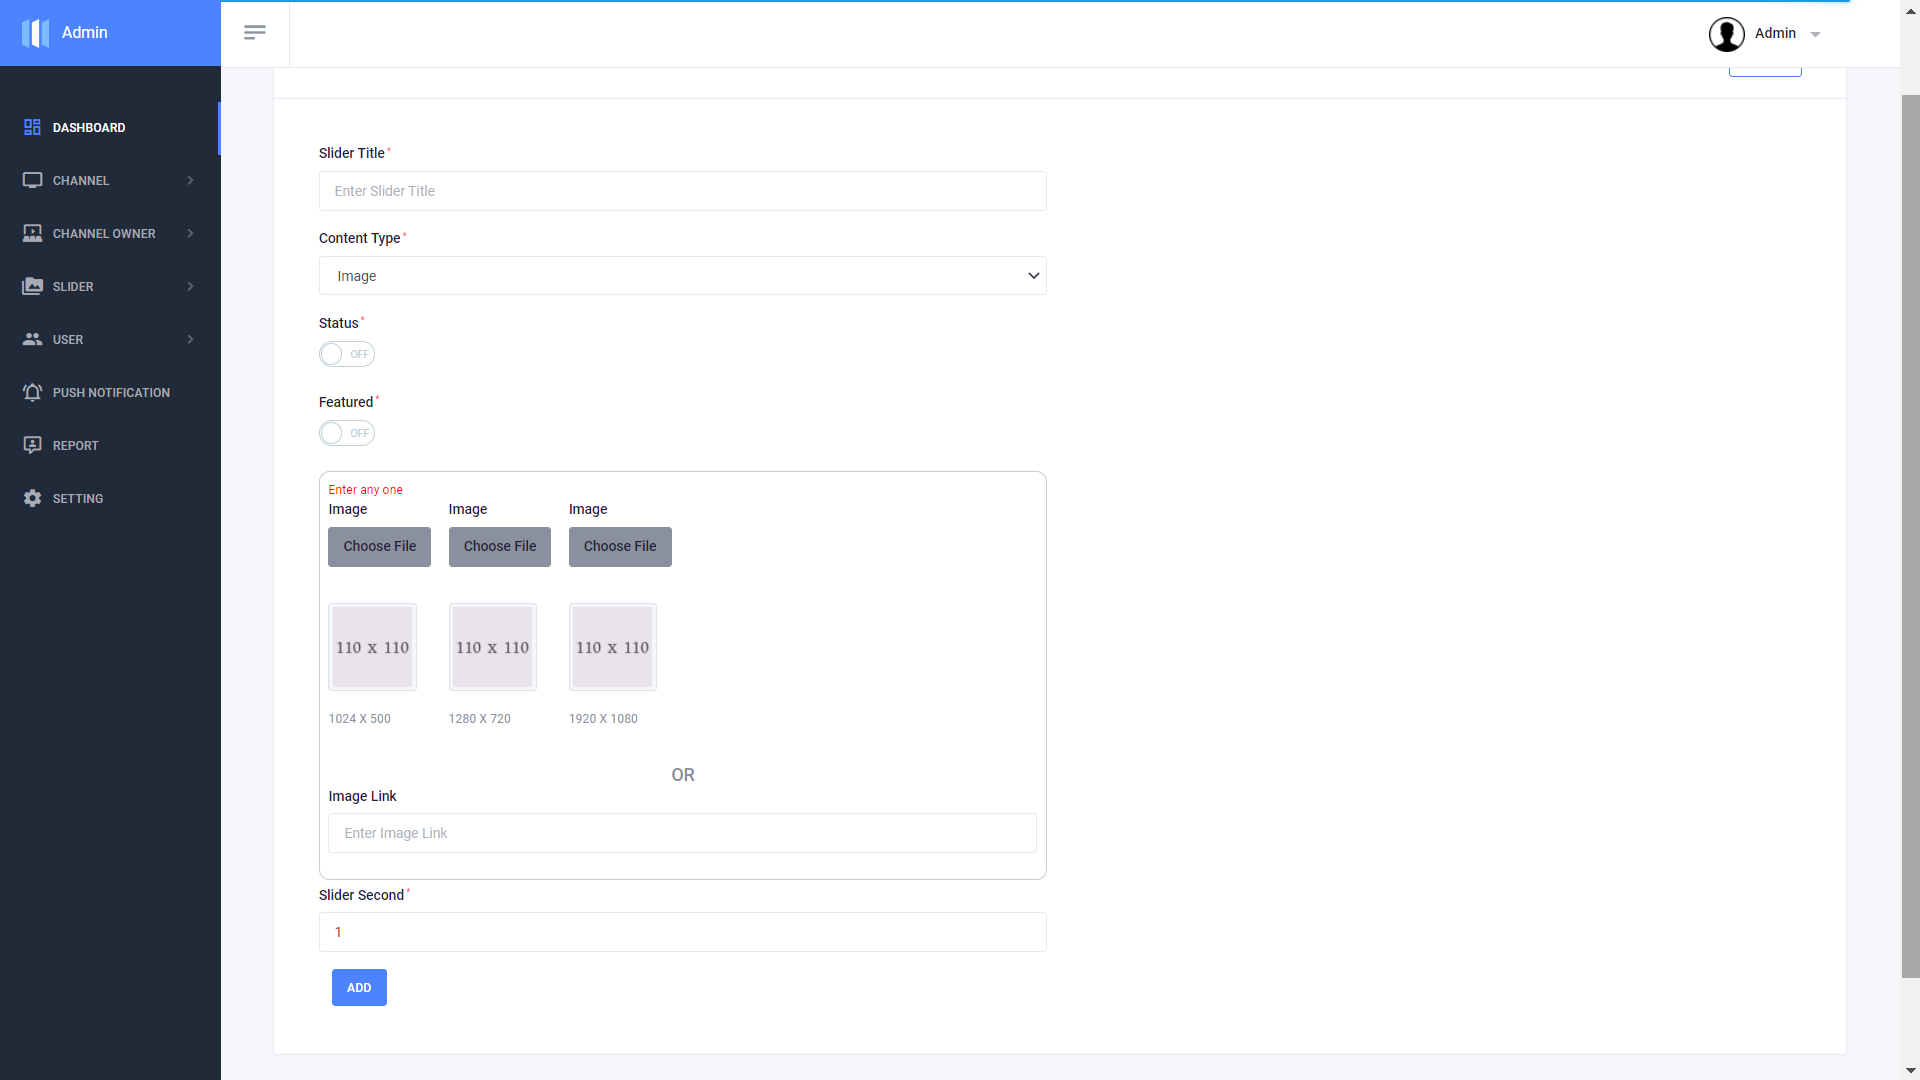 Admin
Admin
DASHBOARD
CHANNEL
CHANNEL OWNER
SLIDER
USER
PUSH NOTIFICATION
REPORT
SETTING
Slider Title*
Enter Slider Title
Content Type*
Image
Status*
OFF
Featured*
OFF
Enter any one
Image Image Image
Choose File Choose File Choose File
110 x 110 110 x 110 110 x 110
1024 X 500 1280 X 720 1920 X 1080
OR
Image Link
Enter Image Link
Slider Second*
1
ADD